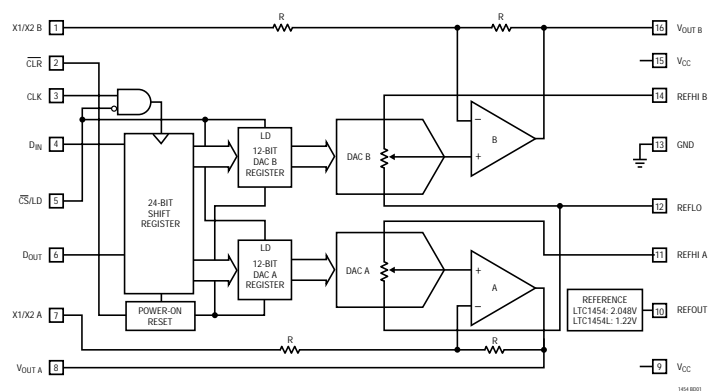 X1/X2 B 1
CLR 2
CLK 3
DIN 4
CS/LD 5
DOUT 6
X1/X2 A 7
VOUT A 8
R
R
24-BIT
SHIFT
REGISTER
POWER-ON
RESET
LD
12-BIT
DAC B
REGISTER
LD
12-BIT
DAC A
REGISTER
DAC B
DAC A
−
B
+
+
A
−
R
R
16 VOUT B
15 VCC
14 REFHI B
13 GND
12 REFLO
11 REFHI A
REFERENCE
LTC1454: 2.048V
LTC1454L: 1.22V
10 REFOUT
9 VCC
1454 BD01